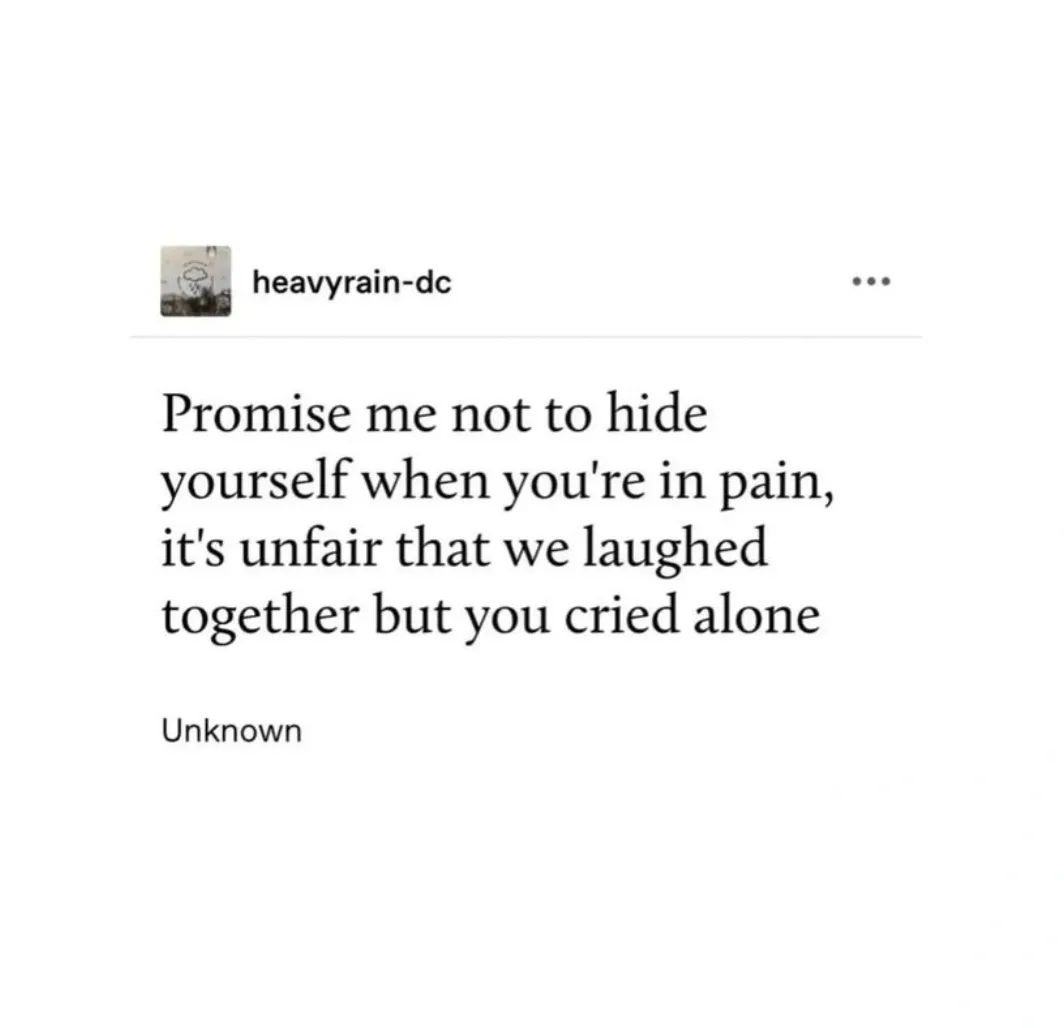 heavyrain-dc
Promise me not to hide
yourself when you're in pain,
it's unfair that we laughed
together but you cried alone
Unknown